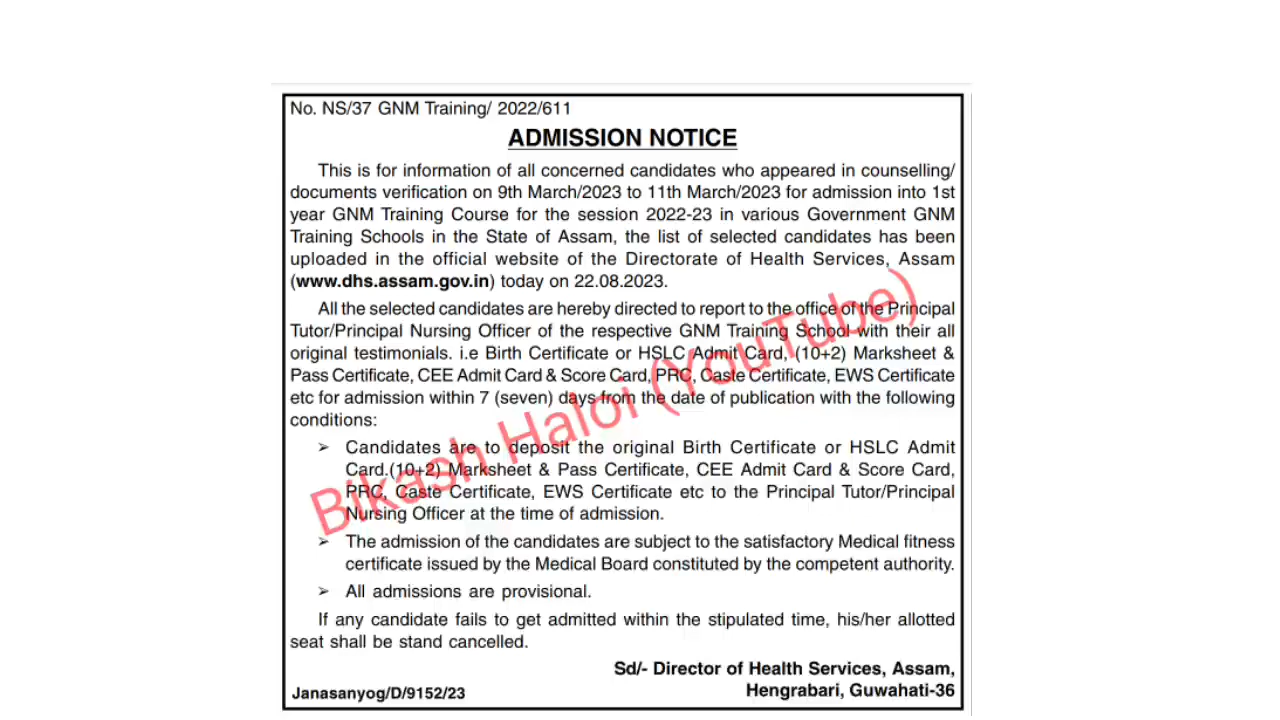 No. NS/37 GNM Training/ 2022/611
ADMISSION NOTICE
This is for information of all concerned candidates who appeared in counselling/
documents verification on 9th March/2023 to 11th March/2023 for admission into 1st
year GNM Training Course for the session 2022-23 in various Government GNM
Training Schools in the State of Assam, the list of selected candidates has been
uploaded in the official website of the Directorate of Health Services, Assam
(www.dhs.assam.gov.in) today on 22.08.2023.
All the selected candidates are hereby directed to report to the office of the Principal
Tutor/Principal Nursing Officer of the respective GNM Training School with their all
original testimonials. i.e Birth Certificate or HSLC Admit Card, (10+2) Marksheet &
Pass Certificate, CEE Admit Card & Score Card, PRC, Caste Certificate, EWS Certificate
etc for admission within 7 (seven) days from the date of publication with the following
conditions:
➢ Candidates are to deposit the original Birth Certificate or HSLC Admit
Card.(10+2) Marksheet & Pass Certificate, CEE Admit Card & Score Card,
PRC, Caste Certificate, EWS Certificate etc to the Principal Tutor/Principal
Nursing Officer at the time of admission.
➢ The admission of the candidates are subject to the satisfactory Medical fitness
certificate issued by the Medical Board constituted by the competent authority.
➢ All admissions are provisional.
If any candidate fails to get admitted within the stipulated time, his/her allotted
seat shall be stand cancelled.
Sd/- Director of Health Services, Assam,
Hengrabari, Guwahati-36
Janasanyog/D/9152/23
Bikash Haloi (YouTube)